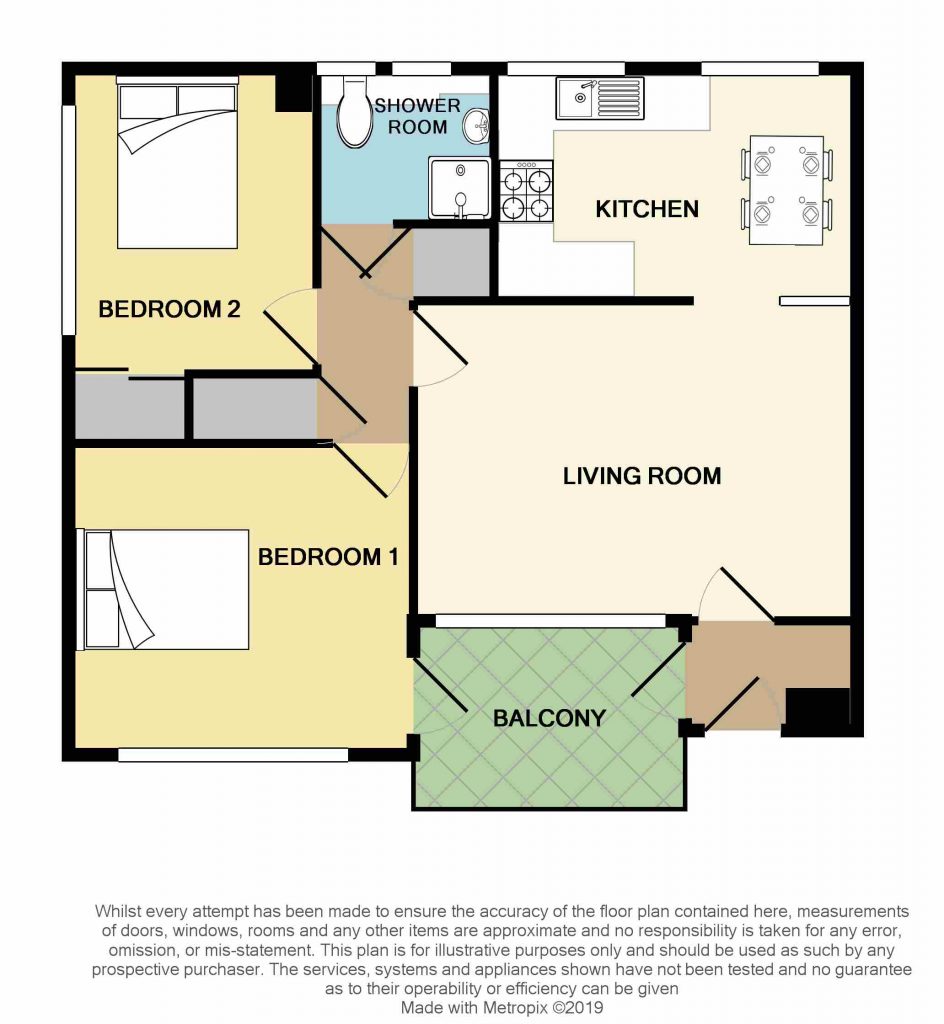 SHOWER
ROOM
KITCHEN
BEDROOM 2
LIVING ROOM
BEDROOM 1
BALCONY
Whilst every attempt has been made to ensure the accuracy of the floor plan contained here, measurements
of doors, windows, rooms and any other items are approximate and no responsibility is taken for any error,
omission, or mis-statement. This plan is for illustrative purposes only and should be used as such by any
prospective purchaser. The services, systems and appliances shown have not been tested and no guarantee
as to their operability or efficiency can be given
Made with Metropix ©2019